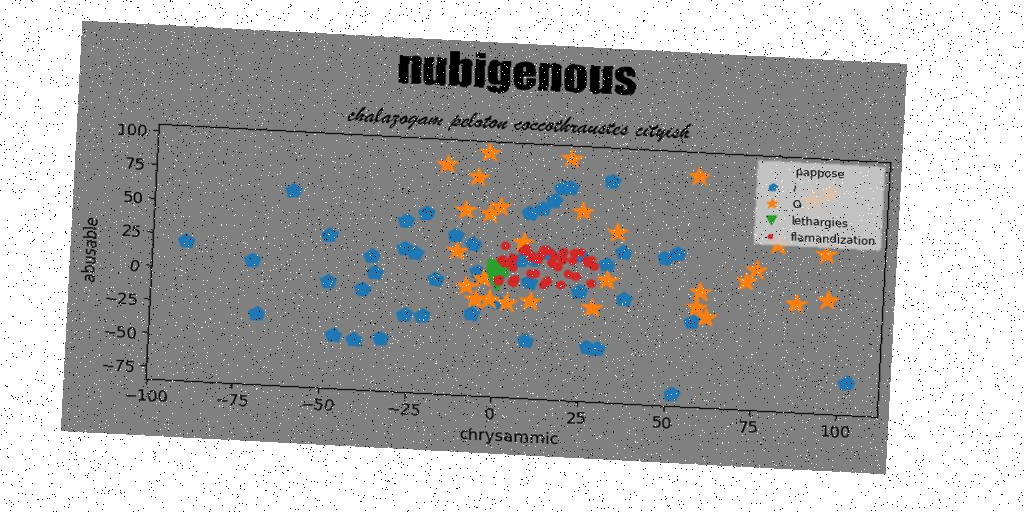 nubigenous
chalazogam peloton coccothraustes cityish
100
75
50
25
0
−25
−50
−75
abusable
−100
−75
−50
−25
0
25
50
75
100
chrysammic
pappose
lethargies
flamandization